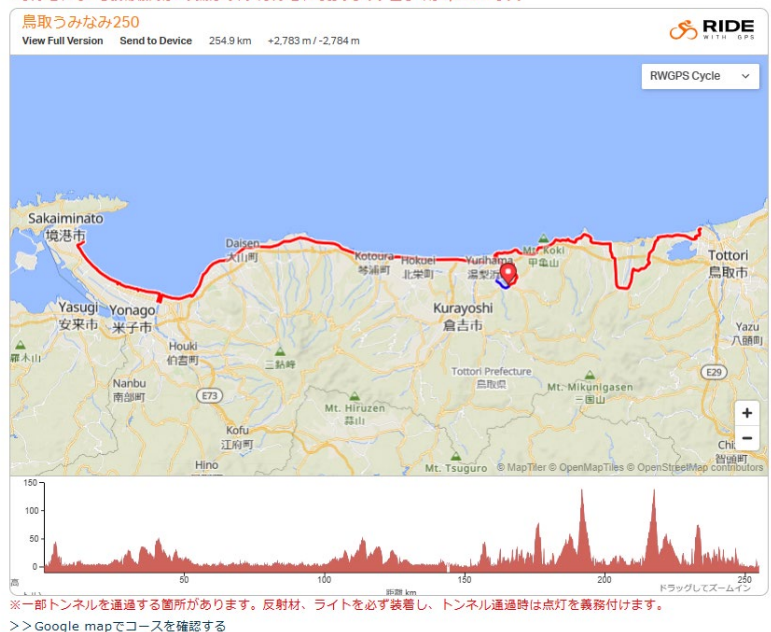 鳥取うみなみ250
RIDE
WITH GPS
View Full Version Send to Device 254.9 km +2,783 m / -2,784 m
RWGPS Cycle
Sakaiminato
境港市
Daisen
大山町
Kotoura
琴浦町
Hokuei
北栄町
Yurihama
湯梨浜
Mt. Koki
Tottori
鳥取市
Yasugi
安来市
Yonago
米子市
Kurayoshi
倉吉市
Yazu
八頭町
Houki
伯耆町
三鈷峰
Tottori Prefecture
鳥取県
E29
Nanbu
南部町
E73
Mt. Mikunigasen
三国山
Mt. Hiruzen
蒜山
Kofu
江府町
Hino
Mt. Tsuguro
Chi
智頭町
+
−
© MapTiler © OpenMapTiles © OpenStreetMap contributors
150
100
50
0
高
50 100 150 200 250
距離 km
ドラッグしてズームイン
※一部トンネルを通過する箇所があります。反射材、ライトを必ず装着し、トンネル通過時は点灯を義務付けます。
>>Google mapでコースを確認する